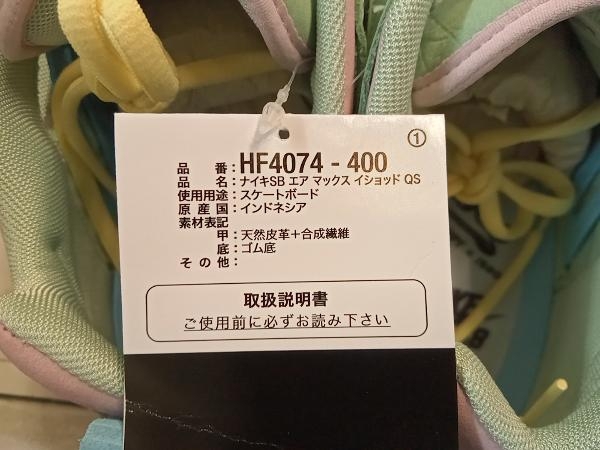 ①
品番：HF4074 - 400
品名：ナイキSB エア マックス イショッド QS
使用用途：スケートボード
原産国：インドネシア
素材表記
甲：天然皮革＋合成繊維
底：ゴム底
その他：
取扱説明書
ご使用前に必ずお読み下さい